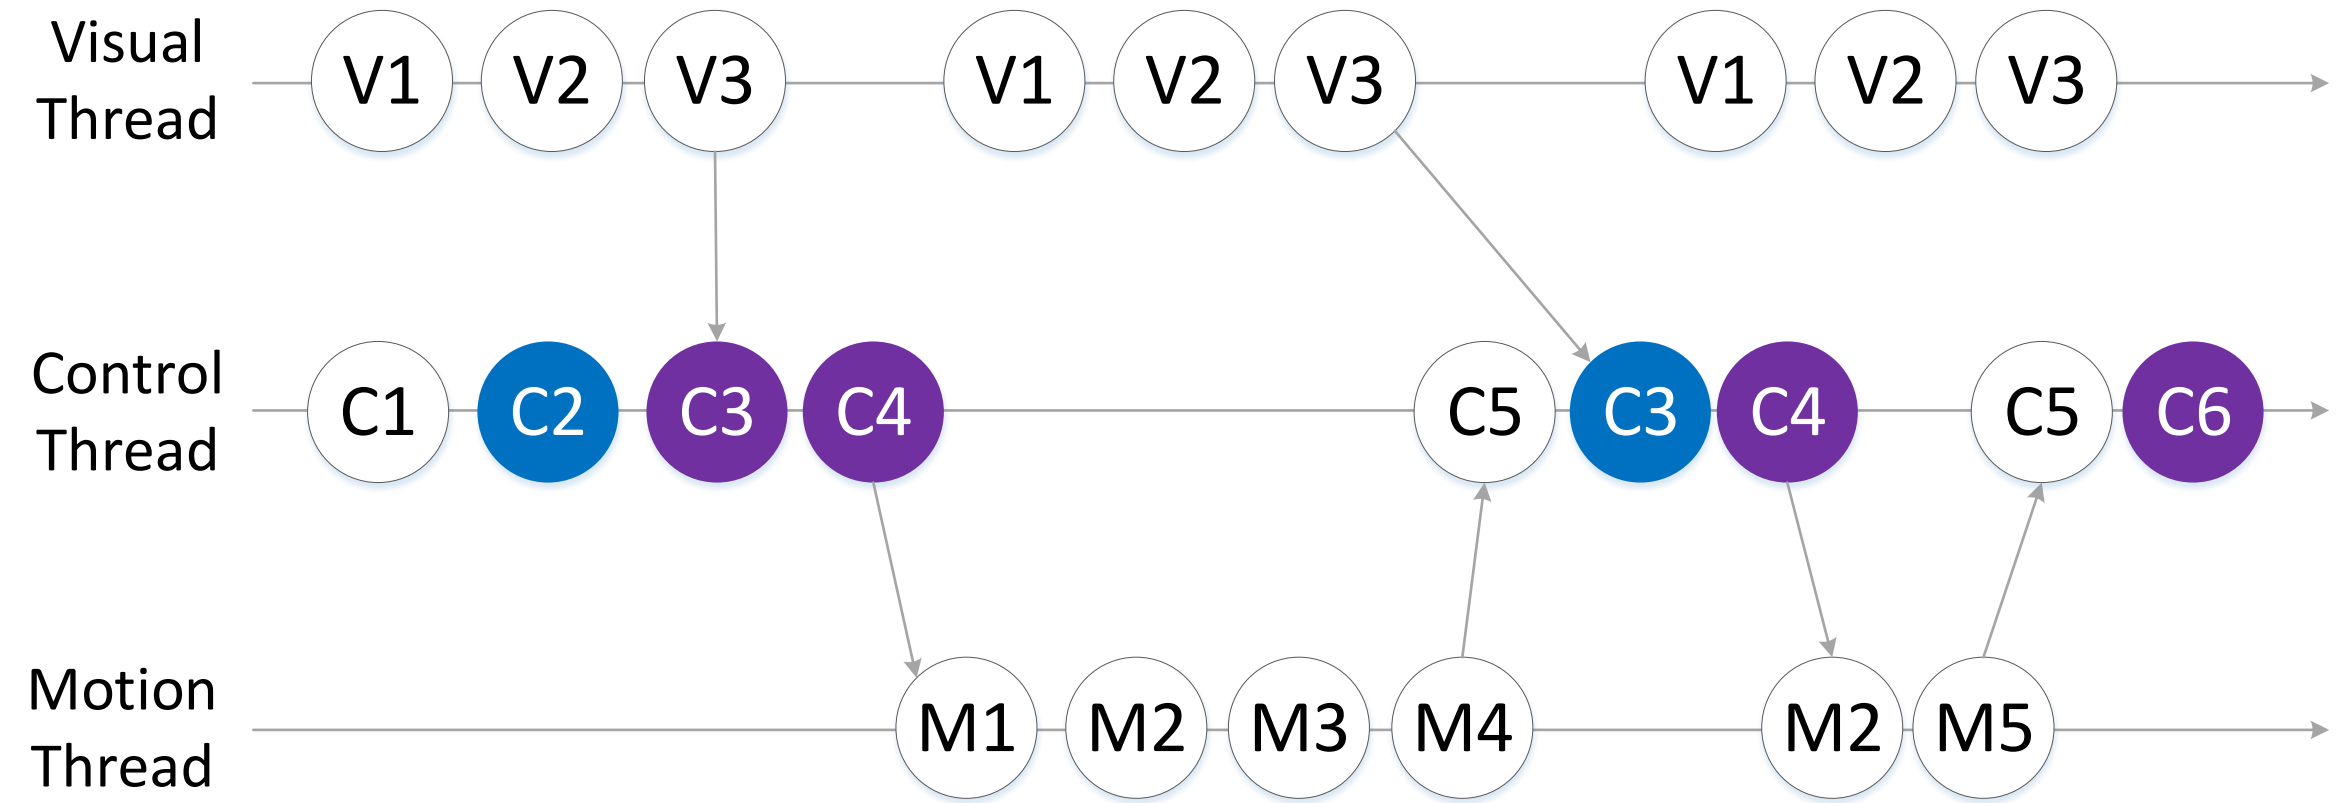 Visual
Thread
V1 V2 V3 V1 V2 V3 V1 V2 V3
Control
Thread
C1 C2 C3 C4 C5 C3 C4 C5 C6
Motion
Thread
M1 M2 M3 M4 M2 M5